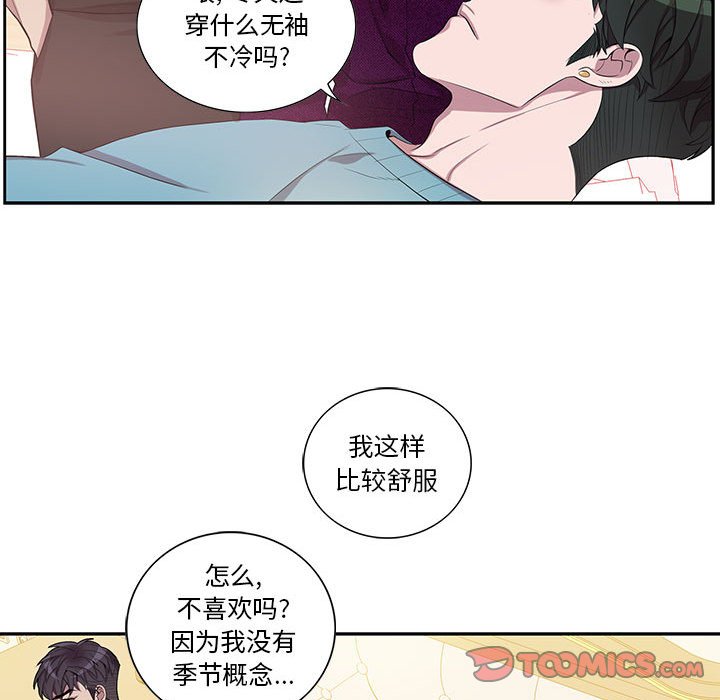 穿什么无袖
不冷吗?
我这样
比较舒服
怎么,
不喜欢吗?
因为我没有
季节概念...
TOOMICS.com